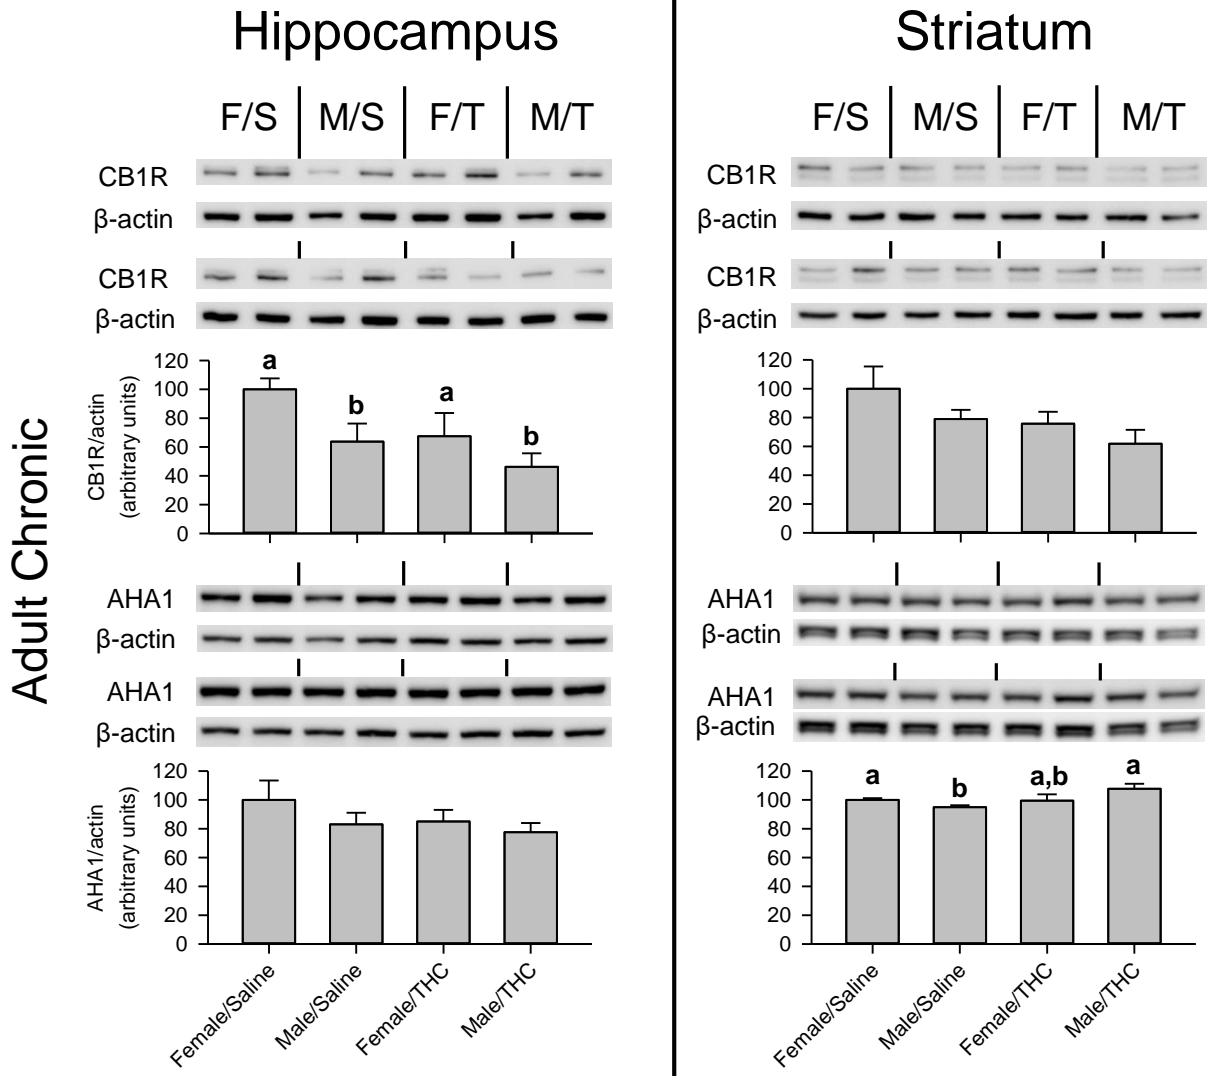 Hippocampus
F/S M/S F/T M/T
CB1R
β-actin
CB1R
β-actin
CB1R/actin
(arbitrary units)
120
100
80
60
40
20
0
a
b
a
b
AHA1
β-actin
AHA1
β-actin
AHA1/actin
(arbitrary units)
120
100
80
60
40
20
0
Female/Saline
Male/Saline
Female/THC
Male/THC
Adult Chronic
Striatum
F/S M/S F/T M/T
CB1R
β-actin
CB1R
β-actin
120
100
80
60
40
20
0
AHA1
β-actin
AHA1
β-actin
120
100
80
60
40
20
0
a
b
a,b
a
Female/Saline
Male/Saline
Female/THC
Male/THC